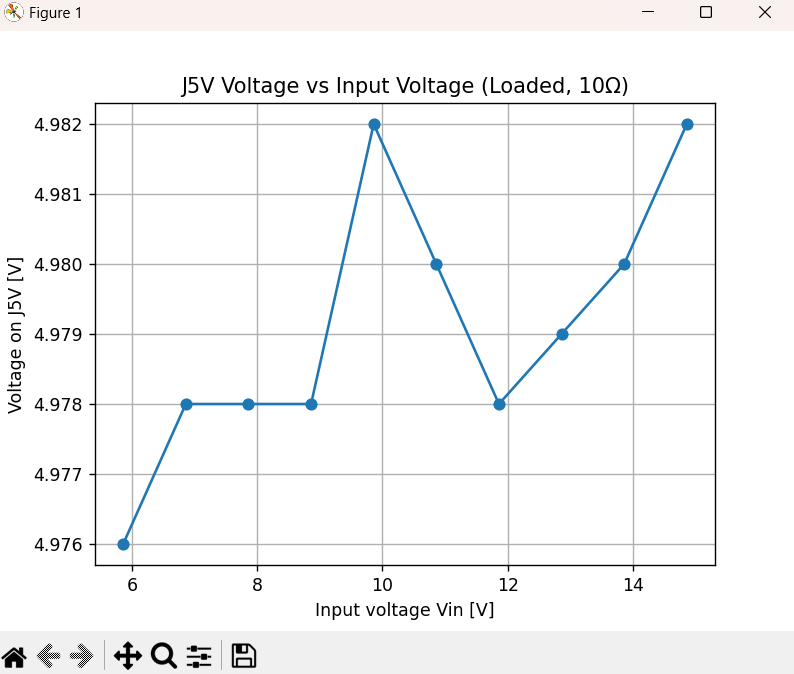 Figure 1
J5V Voltage vs Input Voltage (Loaded, 10Ω)
4.982
4.981
4.980
4.979
4.978
4.977
4.976
Voltage on J5V [V]
6 8 10 12 14
Input voltage Vin [V]